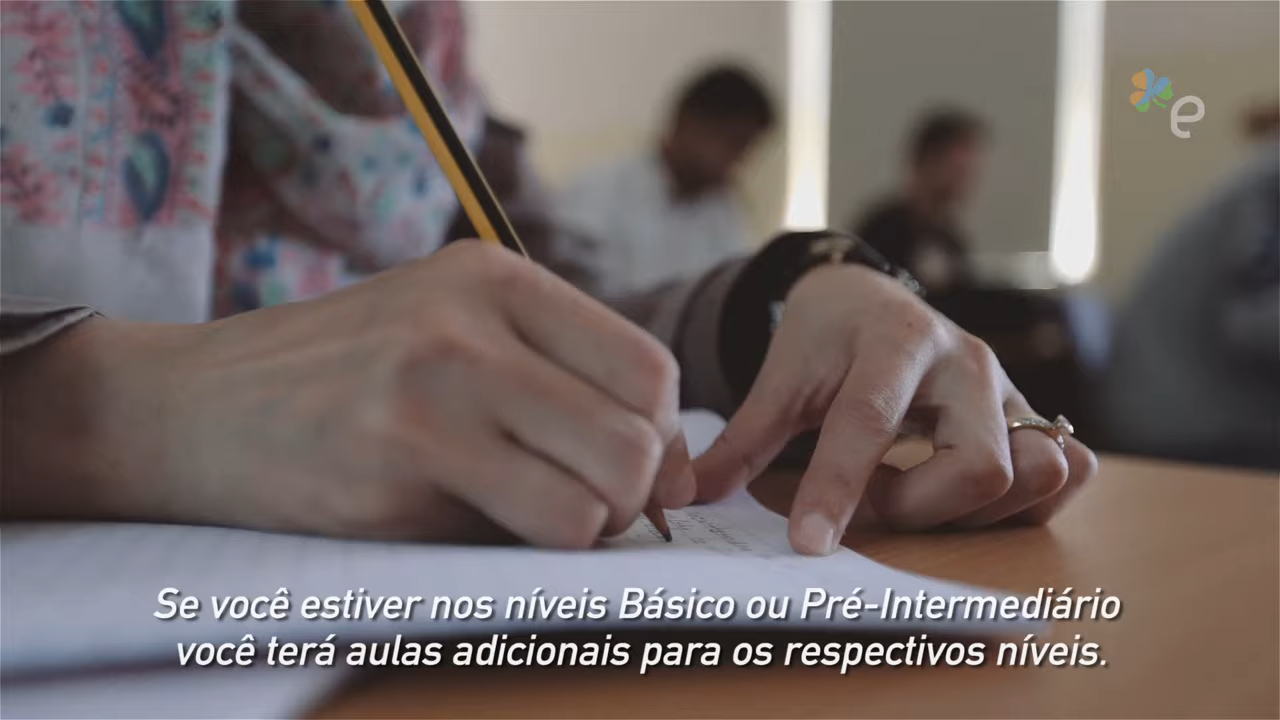 e
Se você estiver nos níveis Básico ou Pré-Intermediário
você terá aulas adicionais para os respectivos níveis.